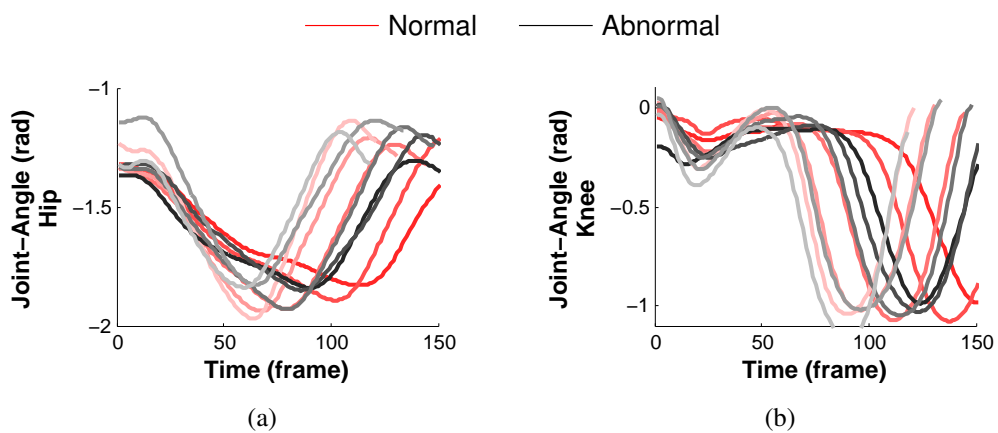 Normal Abnormal
Joint−Angle (rad)
Hip
−1
−1.5
−2
0 50 100 150
Time (frame)
(a)
Joint−Angle (rad)
Knee
0
−0.5
−1
0 50 100 150
Time (frame)
(b)